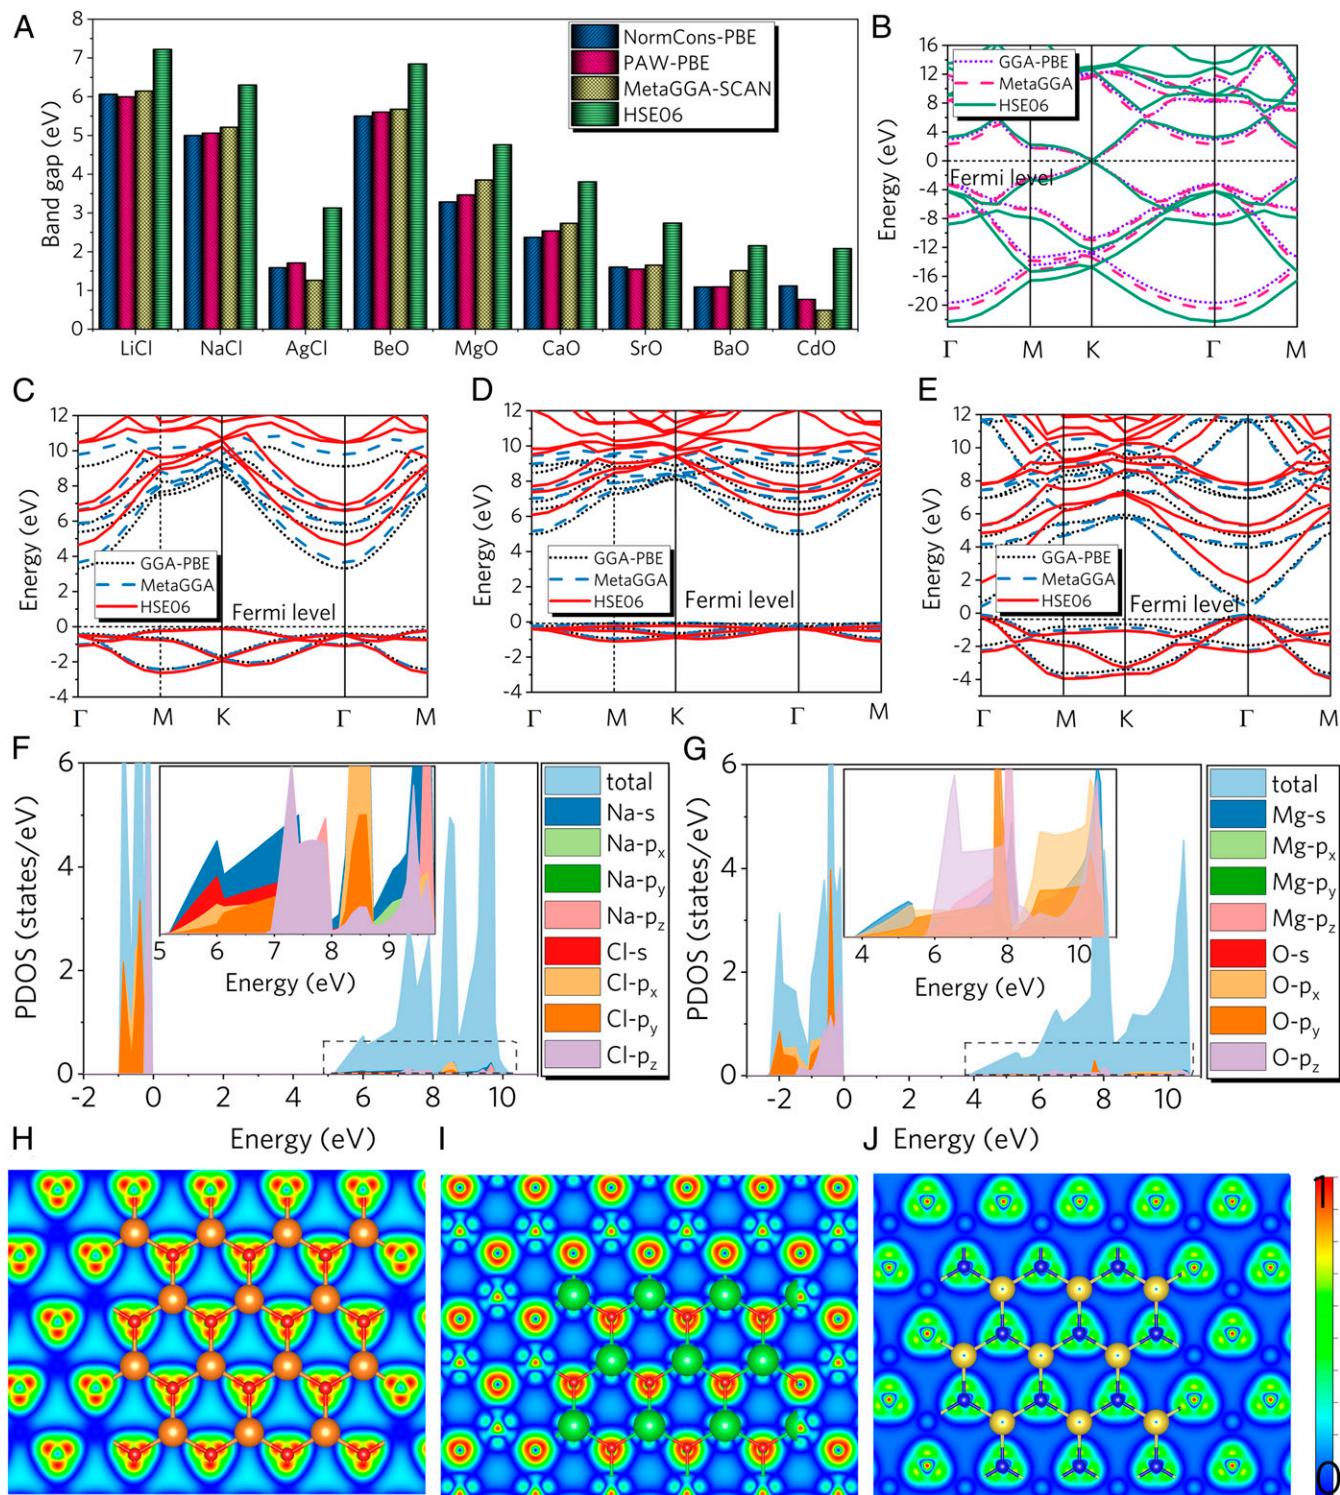 A
Band gap (eV)
8
7
6
5
4
3
2
1
0
NormCons-PBE
PAW-PBE
MetaGGA-SCAN
HSE06
LiCl NaCl AgCl BeO MgO CaO SrO BaO CdO
B
Energy (eV)
16
12
8
4
0
-4
-8
-12
-16
-20
GGA-PBE
MetaGGA
HSE06
Fermi level
Γ M K Γ M
C
Energy (eV)
12
10
8
6
4
2
0
-2
-4
GGA-PBE
MetaGGA
HSE06
Fermi level
Γ M K Γ M
D
Energy (eV)
12
10
8
6
4
2
0
-2
-4
GGA-PBE
MetaGGA
HSE06
Fermi level
Γ M K Γ M
E
Energy (eV)
12
10
8
6
4
2
0
-2
-4
GGA-PBE
MetaGGA
HSE06
Fermi level
Γ M K Γ M
F
PDOS (states/eV)
6
4
2
0
5 6 7 8 9
Energy (eV)
total
Na-s
Na-px
Na-py
Na-pz
Cl-s
Cl-px
Cl-py
Cl-pz
-2 0 2 4 6 8 10
Energy (eV)
G
PDOS (states/eV)
6
4
2
0
4 6 8 10
Energy (eV)
total
Mg-s
Mg-px
Mg-py
Mg-pz
O-s
O-px
O-py
O-pz
-2 0 2 4 6 8 10
Energy (eV)
H
I
J
1
0